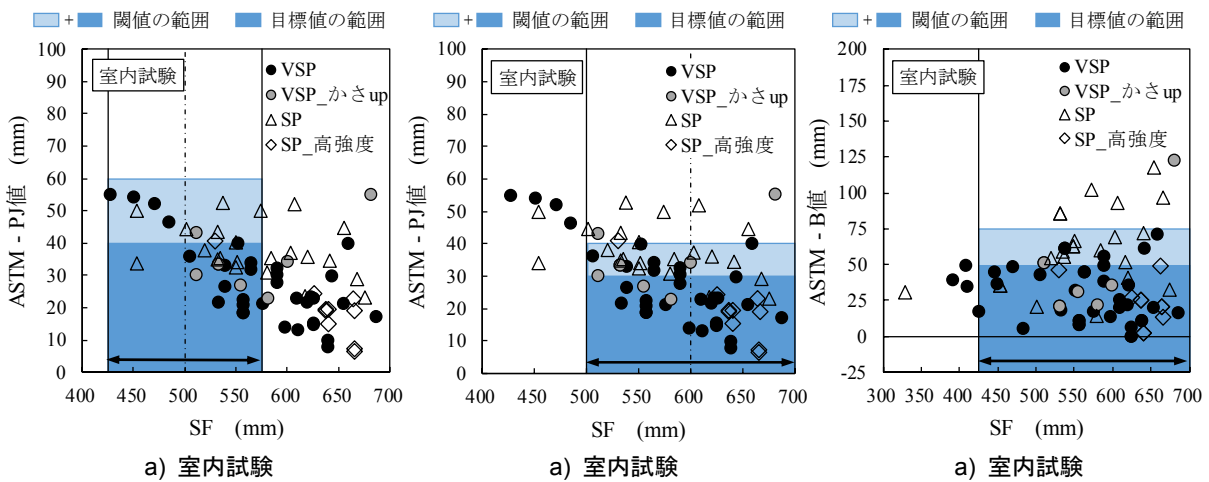 + 閾値の範囲 目標値の範囲
100
90
80
70
60
50
40
30
20
10
0
ASTM - PJ値 (mm)
室内試験
VSP
VSP_かさup
SP
SP_高強度
400 450 500 550 600 650 700
SF (mm)
a) 室内試験
+ 閾値の範囲 目標値の範囲
100
90
80
70
60
50
40
30
20
10
0
ASTM - PJ値 (mm)
室内試験
VSP
VSP_かさup
SP
SP_高強度
400 450 500 550 600 650 700
SF (mm)
a) 室内試験
+ 閾値の範囲 目標値の範囲
200
175
150
125
100
75
50
25
0
-25
ASTM - B値 (mm)
室内試験
VSP
VSP_かさup
SP
SP_高強度
300 350 400 450 500 550 600 650 700
SF (mm)
a) 室内試験